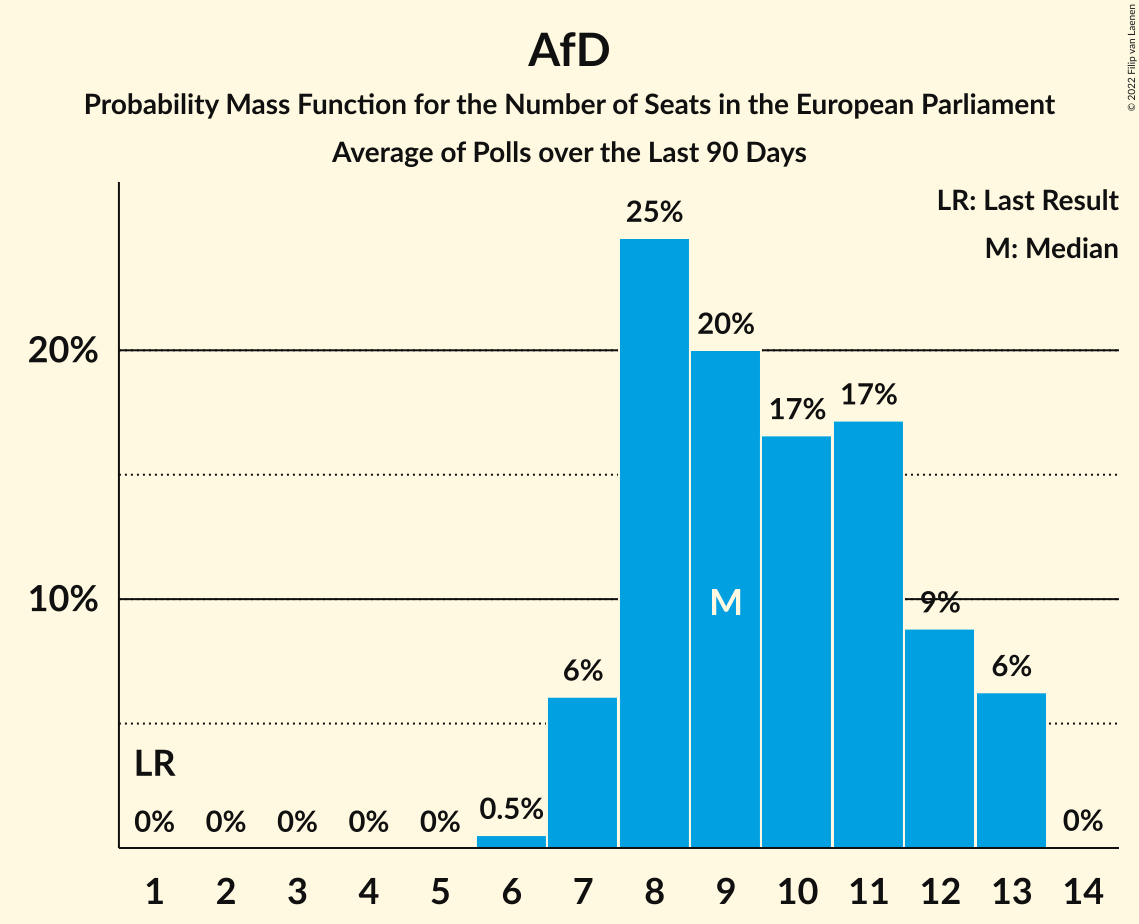 AfD
Probability Mass Function for the Number of Seats in the European Parliament
Average of Polls over the Last 90 Days
© 2022 Filip van Laenen
LR: Last Result
M: Median
25%
20%
20%
17%
17%
10%
M
9%
6%
6%
LR
0%
0%
0%
0%
0%
0.5%
0%
1 2 3 4 5 6 7 8 9 10 11 12 13 14